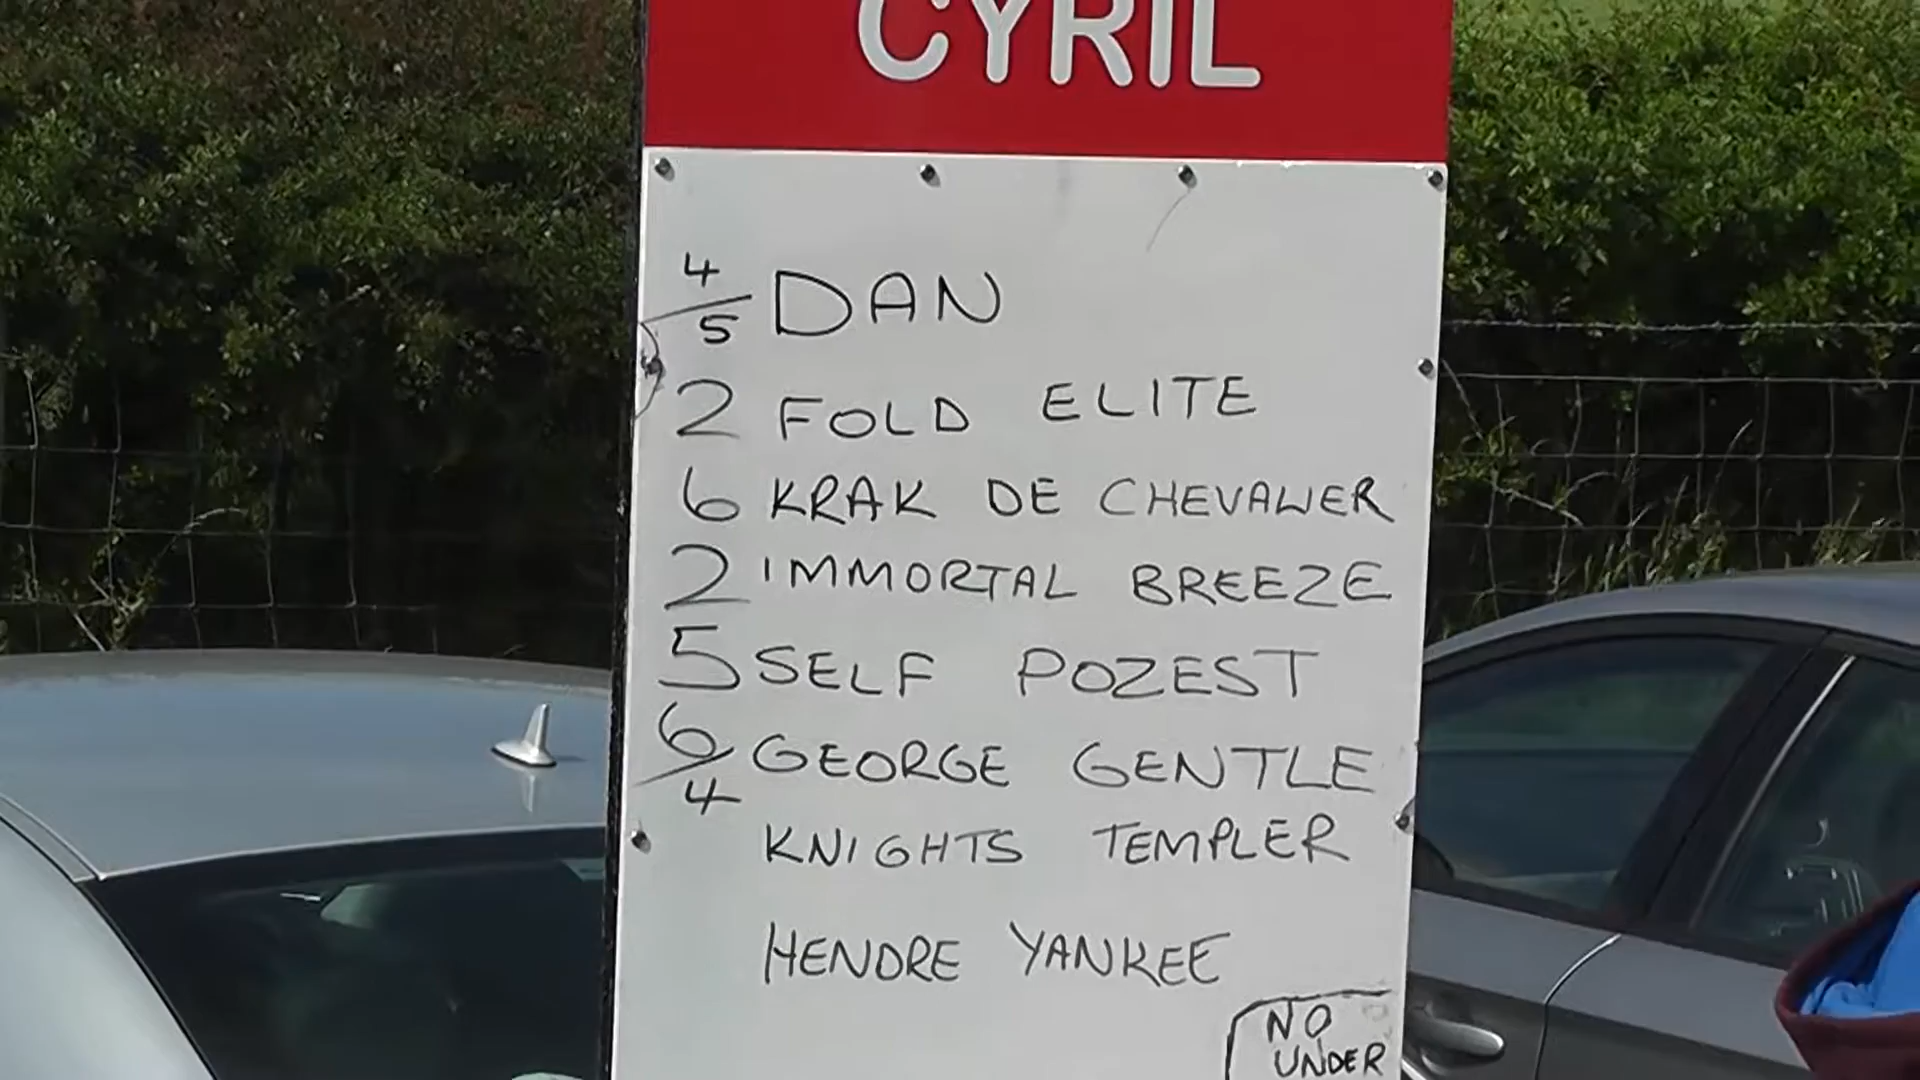 CYRIL
4/5 DAN
2 FOLD ELITE
6 KRAK DE CHEVALIER
2 IMMORTAL BREEZE
5 SELF POZEST
6/4 GEORGE GENTLE
KNIGHTS TEMPLER
HENDRE YANKEE
NO
UNDER